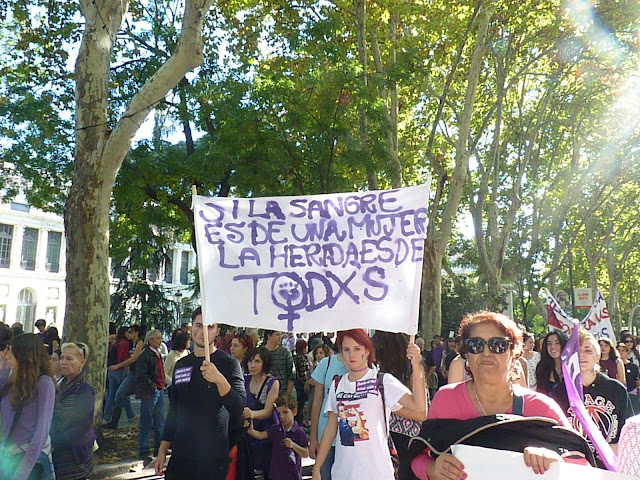 SI LA SANGRE
ES DE UNA MUJER
LA HERIDA ES DE
TODXS